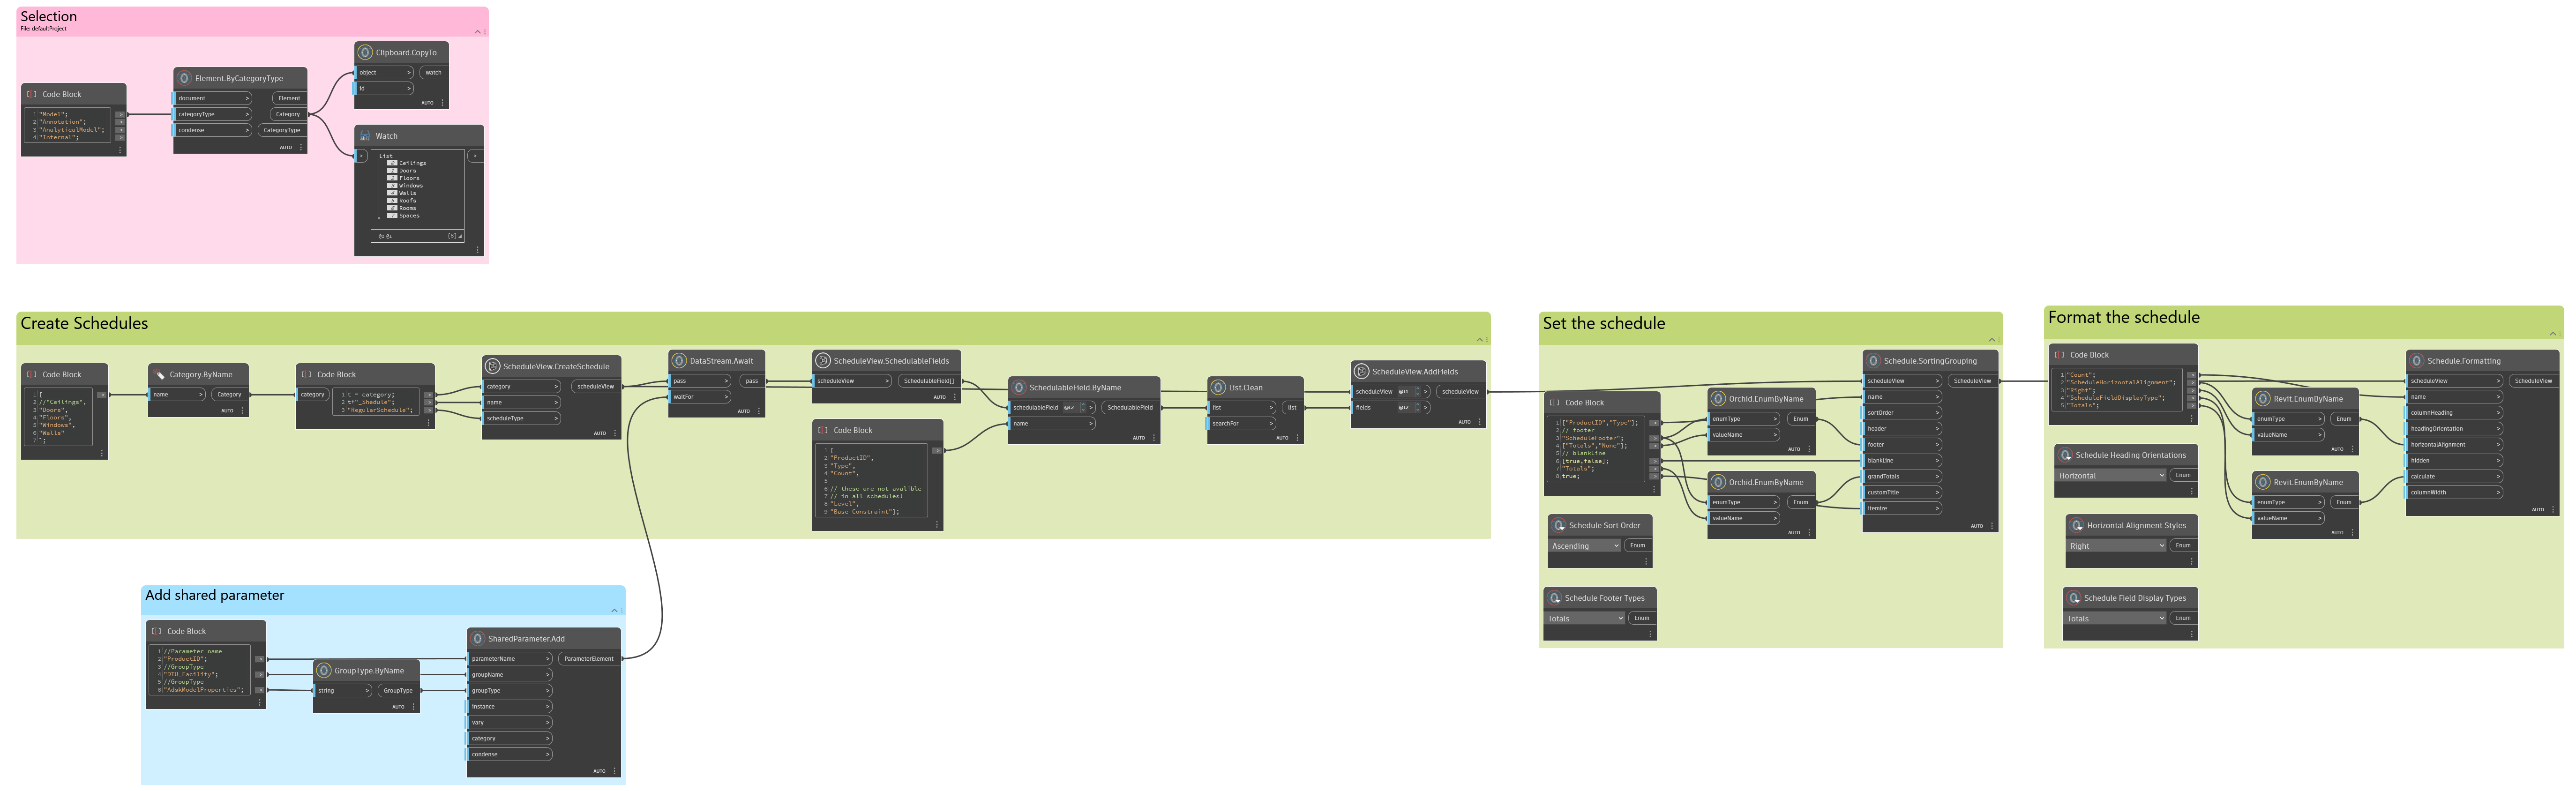 Selection
File: defaultProject
Code Block
1 "Model";
2 "Annotation";
3 "AnalyticalModel";
4 "Internal";
Element.ByCategoryType
document > Element
categoryType > Category
condense > CategoryType
AUTO
Clipboard.CopyTo
object > watch
id >
AUTO
Watch
> >
List
0 Ceilings
1 Doors
2 Floors
3 Windows
4 Walls
5 Roofs
6 Rooms
7 Spaces
@2 @1 {8}
Create Schedules
Code Block
1 [
2 //"Ceilings",
3 "Doors",
4 "Floors",
5 "Windows",
6 "Walls"
7 ];
Category.ByName
name > Category
AUTO
Code Block
category
1 t = category;
2 t+"_Shedule";
3 "RegularSchedule";
ScheduleView.CreateSchedule
category > scheduleView
name >
scheduleType >
AUTO
DataStream.Await
pass > pass
waitFor >
AUTO
ScheduleView.SchedulableFields
scheduleView > SchedulableField[]
AUTO
Code Block
1 [
2 "ProductID",
3 "Type",
4 "Count",
5
6 // these are not avalible
7 // in all schedules!
8 "Level",
9 "Base Constraint"];
SchedulableField.ByName
schedulableField @L2 > SchedulableField
name >
AUTO
List.Clean
list > list
searchFor >
AUTO
ScheduleView.AddFields
scheduleView @L1 > scheduleView
fields @L2 >
AUTO
Set the schedule
Code Block
1 ["ProductID","Type"];
2 // footer
3 "ScheduleFooter";
4 ["Totals","None"];
5 // blankLine
6 [true,false];
7 "Totals";
8 true;
Orchid.EnumByName
enumType > Enum
valueName >
AUTO
Orchid.EnumByName
enumType > Enum
valueName >
AUTO
Schedule Sort Order
Ascending Enum
Schedule Footer Types
Totals Enum
Schedule.SortingGrouping
scheduleView > ScheduleView
name >
sortOrder >
header >
footer >
blankLine >
grandTotals >
customTitle >
itemize >
AUTO
Format the schedule
Code Block
1 "Count";
2 "ScheduleHorizontalAlignment";
3 "Right";
4 "ScheduleFieldDisplayType";
5 "Totals";
Schedule Heading Orientations
Horizontal Enum
Horizontal Alignment Styles
Right Enum
Schedule Field Display Types
Totals Enum
Revit.EnumByName
enumType > Enum
valueName >
AUTO
Revit.EnumByName
enumType > Enum
valueName >
AUTO
Schedule.Formatting
scheduleView > ScheduleView
name >
columnHeading >
headingOrientation >
horizontalAlignment >
hidden >
calculate >
columnWidth >
AUTO
Add shared parameter
Code Block
1 //Parameter name
2 "ProductID";
3 //GroupType
4 "DTU_Facility";
5 //GroupType
6 "AdskModelProperties";
GroupType.ByName
string > GroupType
AUTO
SharedParameter.Add
parameterName > ParameterElement
groupName >
groupType >
instance >
vary >
category >
condense >
AUTO